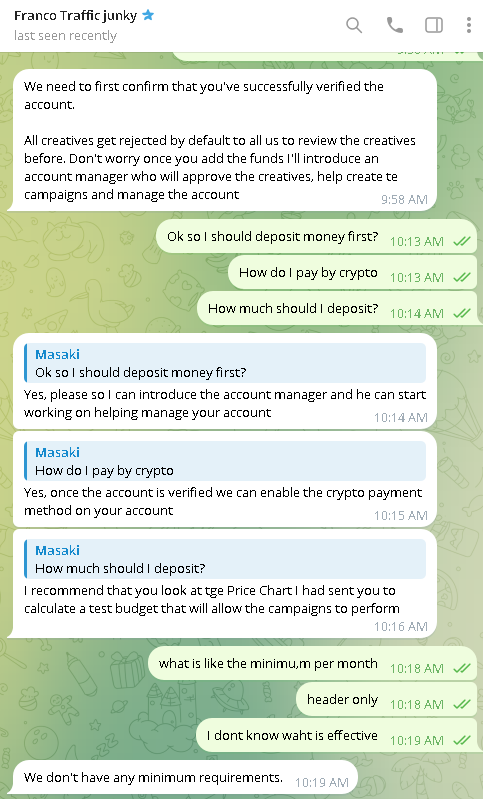 Franco Traffic junky
last seen recently
We need to first confirm that you've successfully verified the
account.
All creatives get rejected by default to all us to review the creatives
before. Don't worry once you add the funds I'll introduce an
account manager who will approve the creatives, help create te
campaigns and manage the account
9:58 AM
Ok so I should deposit money first? 10:13 AM
How do I pay by crypto 10:13 AM
How much should I deposit? 10:14 AM
Masaki
Ok so I should deposit money first?
Yes, please so I can introduce the account manager and he can start
working on helping manage your account
10:14 AM
Masaki
How do I pay by crypto
Yes, once the account is verified we can enable the crypto payment
method on your account
10:15 AM
Masaki
How much should I deposit?
I recommend that you look at tge Price Chart I had sent you to
calculate a test budget that will allow the campaigns to perform
10:16 AM
what is like the minimu,m per month 10:18 AM
header only 10:18 AM
I dont know waht is effective 10:19 AM
We don't have any minimum requirements. 10:19 AM